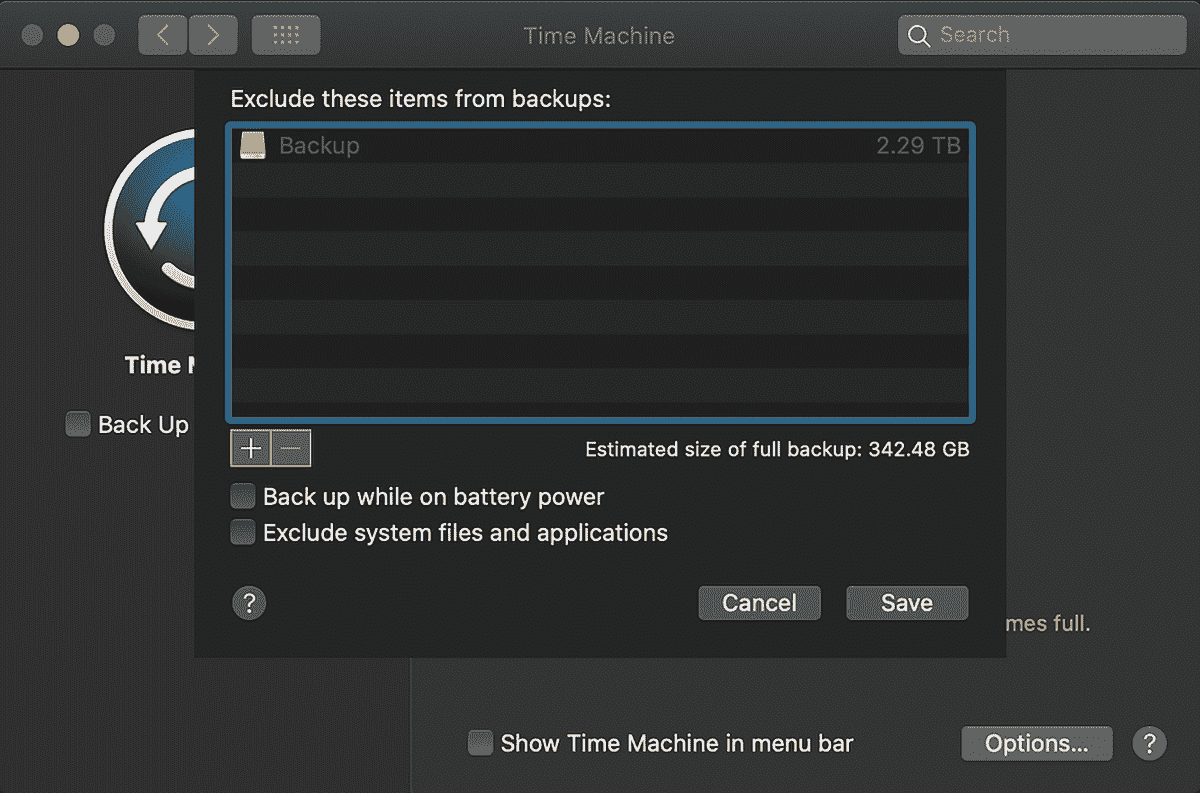 Time Machine
Search
Exclude these items from backups:
Backup 2.29 TB
Time
Back Up
Estimated size of full backup: 342.48 GB
Back up while on battery power
Exclude system files and applications
?
Cancel Save
mes full.
Show Time Machine in menu bar
Options...
?